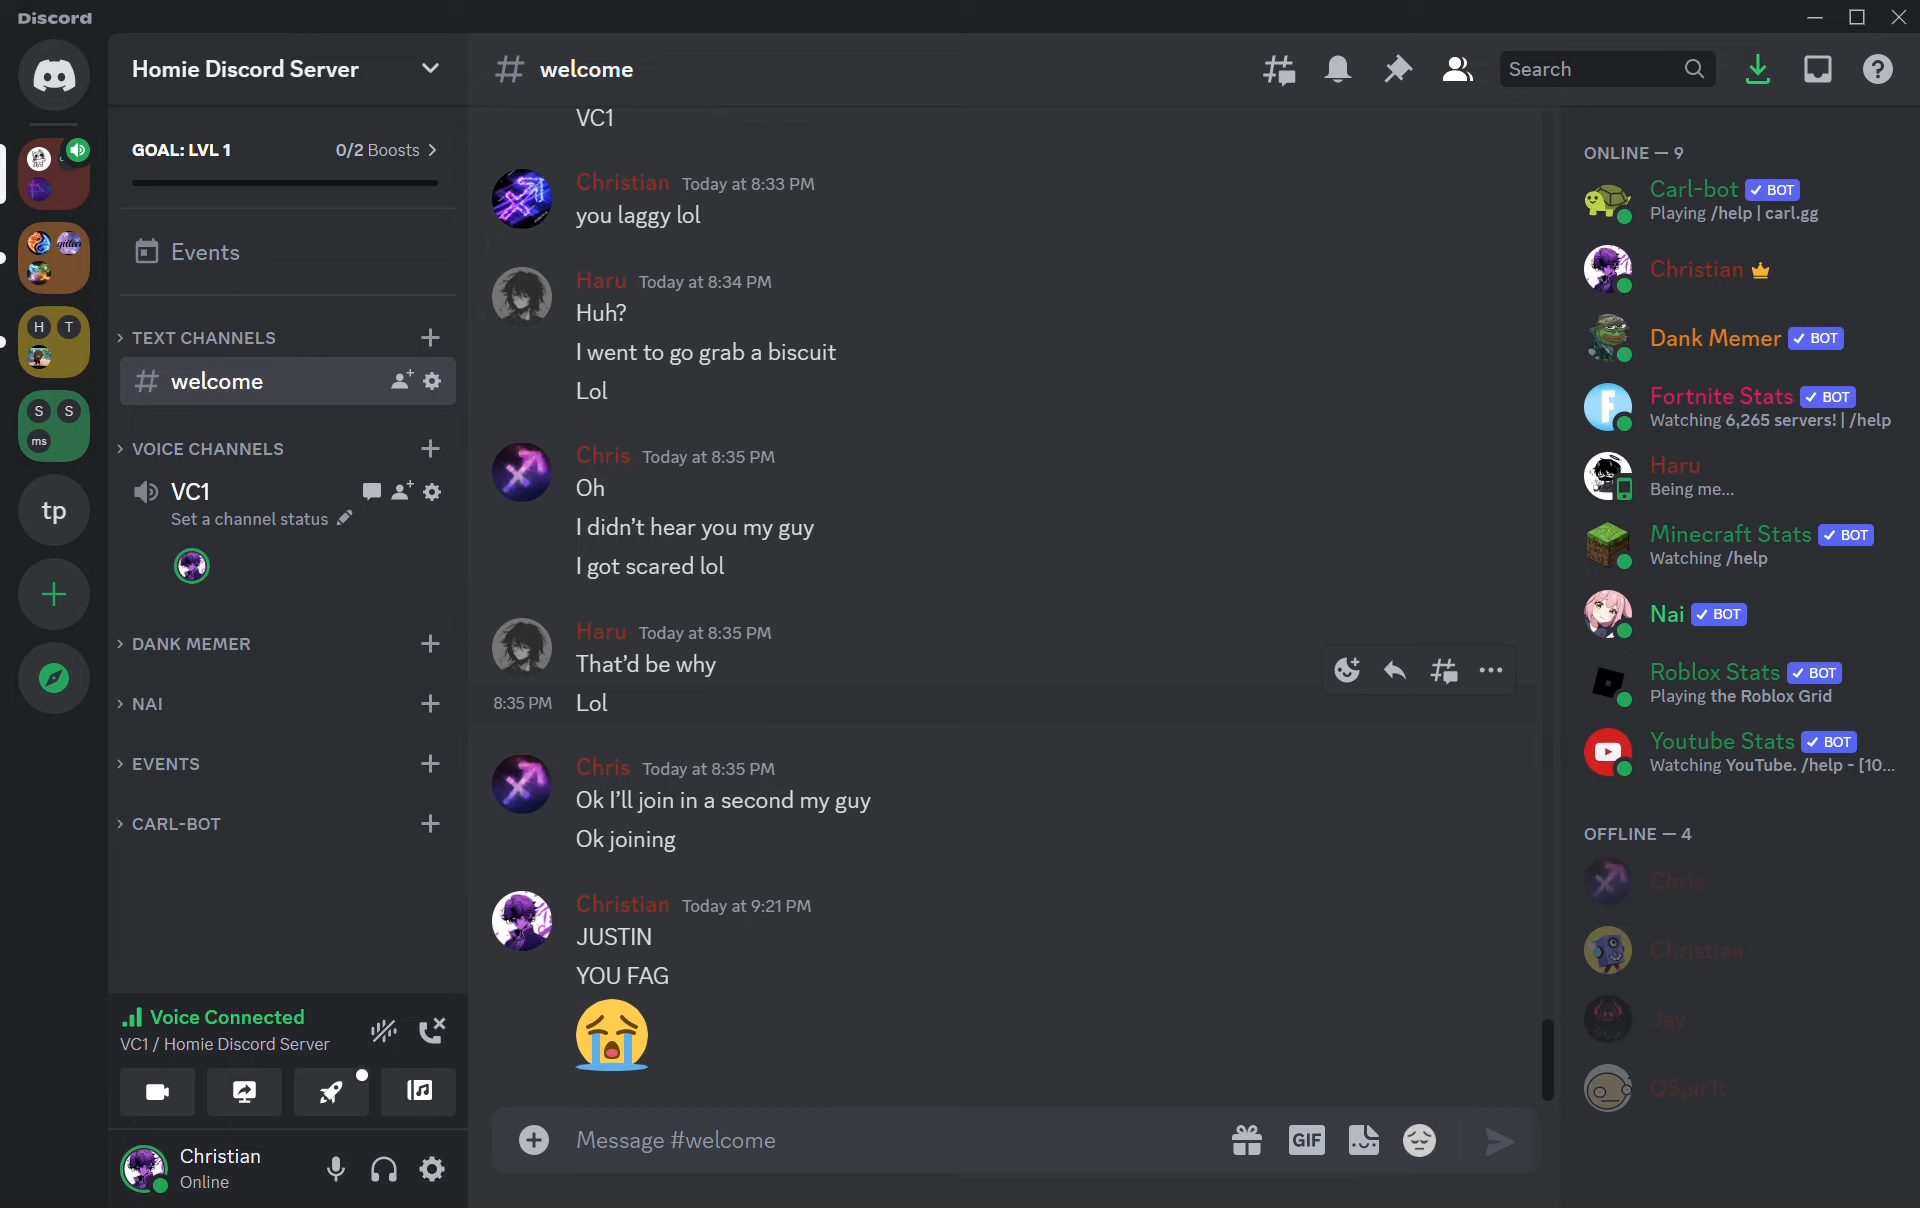 Discord
Homie Discord Server
GOAL: LVL 1
0/2 Boosts
Events
TEXT CHANNELS
welcome
VOICE CHANNELS
VC1
Set a channel status
DANK MEMER
NAI
EVENTS
CARL-BOT
Voice Connected
VC1 / Homie Discord Server
Christian
Online
guitar
H T
S S
ms
tp
# welcome
Search
VC1
Christian Today at 8:33 PM
you laggy lol
Haru Today at 8:34 PM
Huh?
I went to go grab a biscuit
Lol
Chris Today at 8:35 PM
Oh
I didn't hear you my guy
I got scared lol
Haru Today at 8:35 PM
That'd be why
8:35 PM Lol
Chris Today at 8:35 PM
Ok I'll join in a second my guy
Ok joining
Christian Today at 9:21 PM
JUSTIN
YOU FAG
Message #welcome
GIF
ONLINE — 9
Carl-bot ✓ BOT
Playing /help | carl.gg
Christian
Dank Memer ✓ BOT
Fortnite Stats ✓ BOT
Watching 6,265 servers! | /help
Haru
Being me...
Minecraft Stats ✓ BOT
Watching /help
Nai ✓ BOT
Roblox Stats ✓ BOT
Playing the Roblox Grid
Youtube Stats ✓ BOT
Watching YouTube. /help - [10...
OFFLINE — 4
Chris
Christian
Jay
QSpir1t